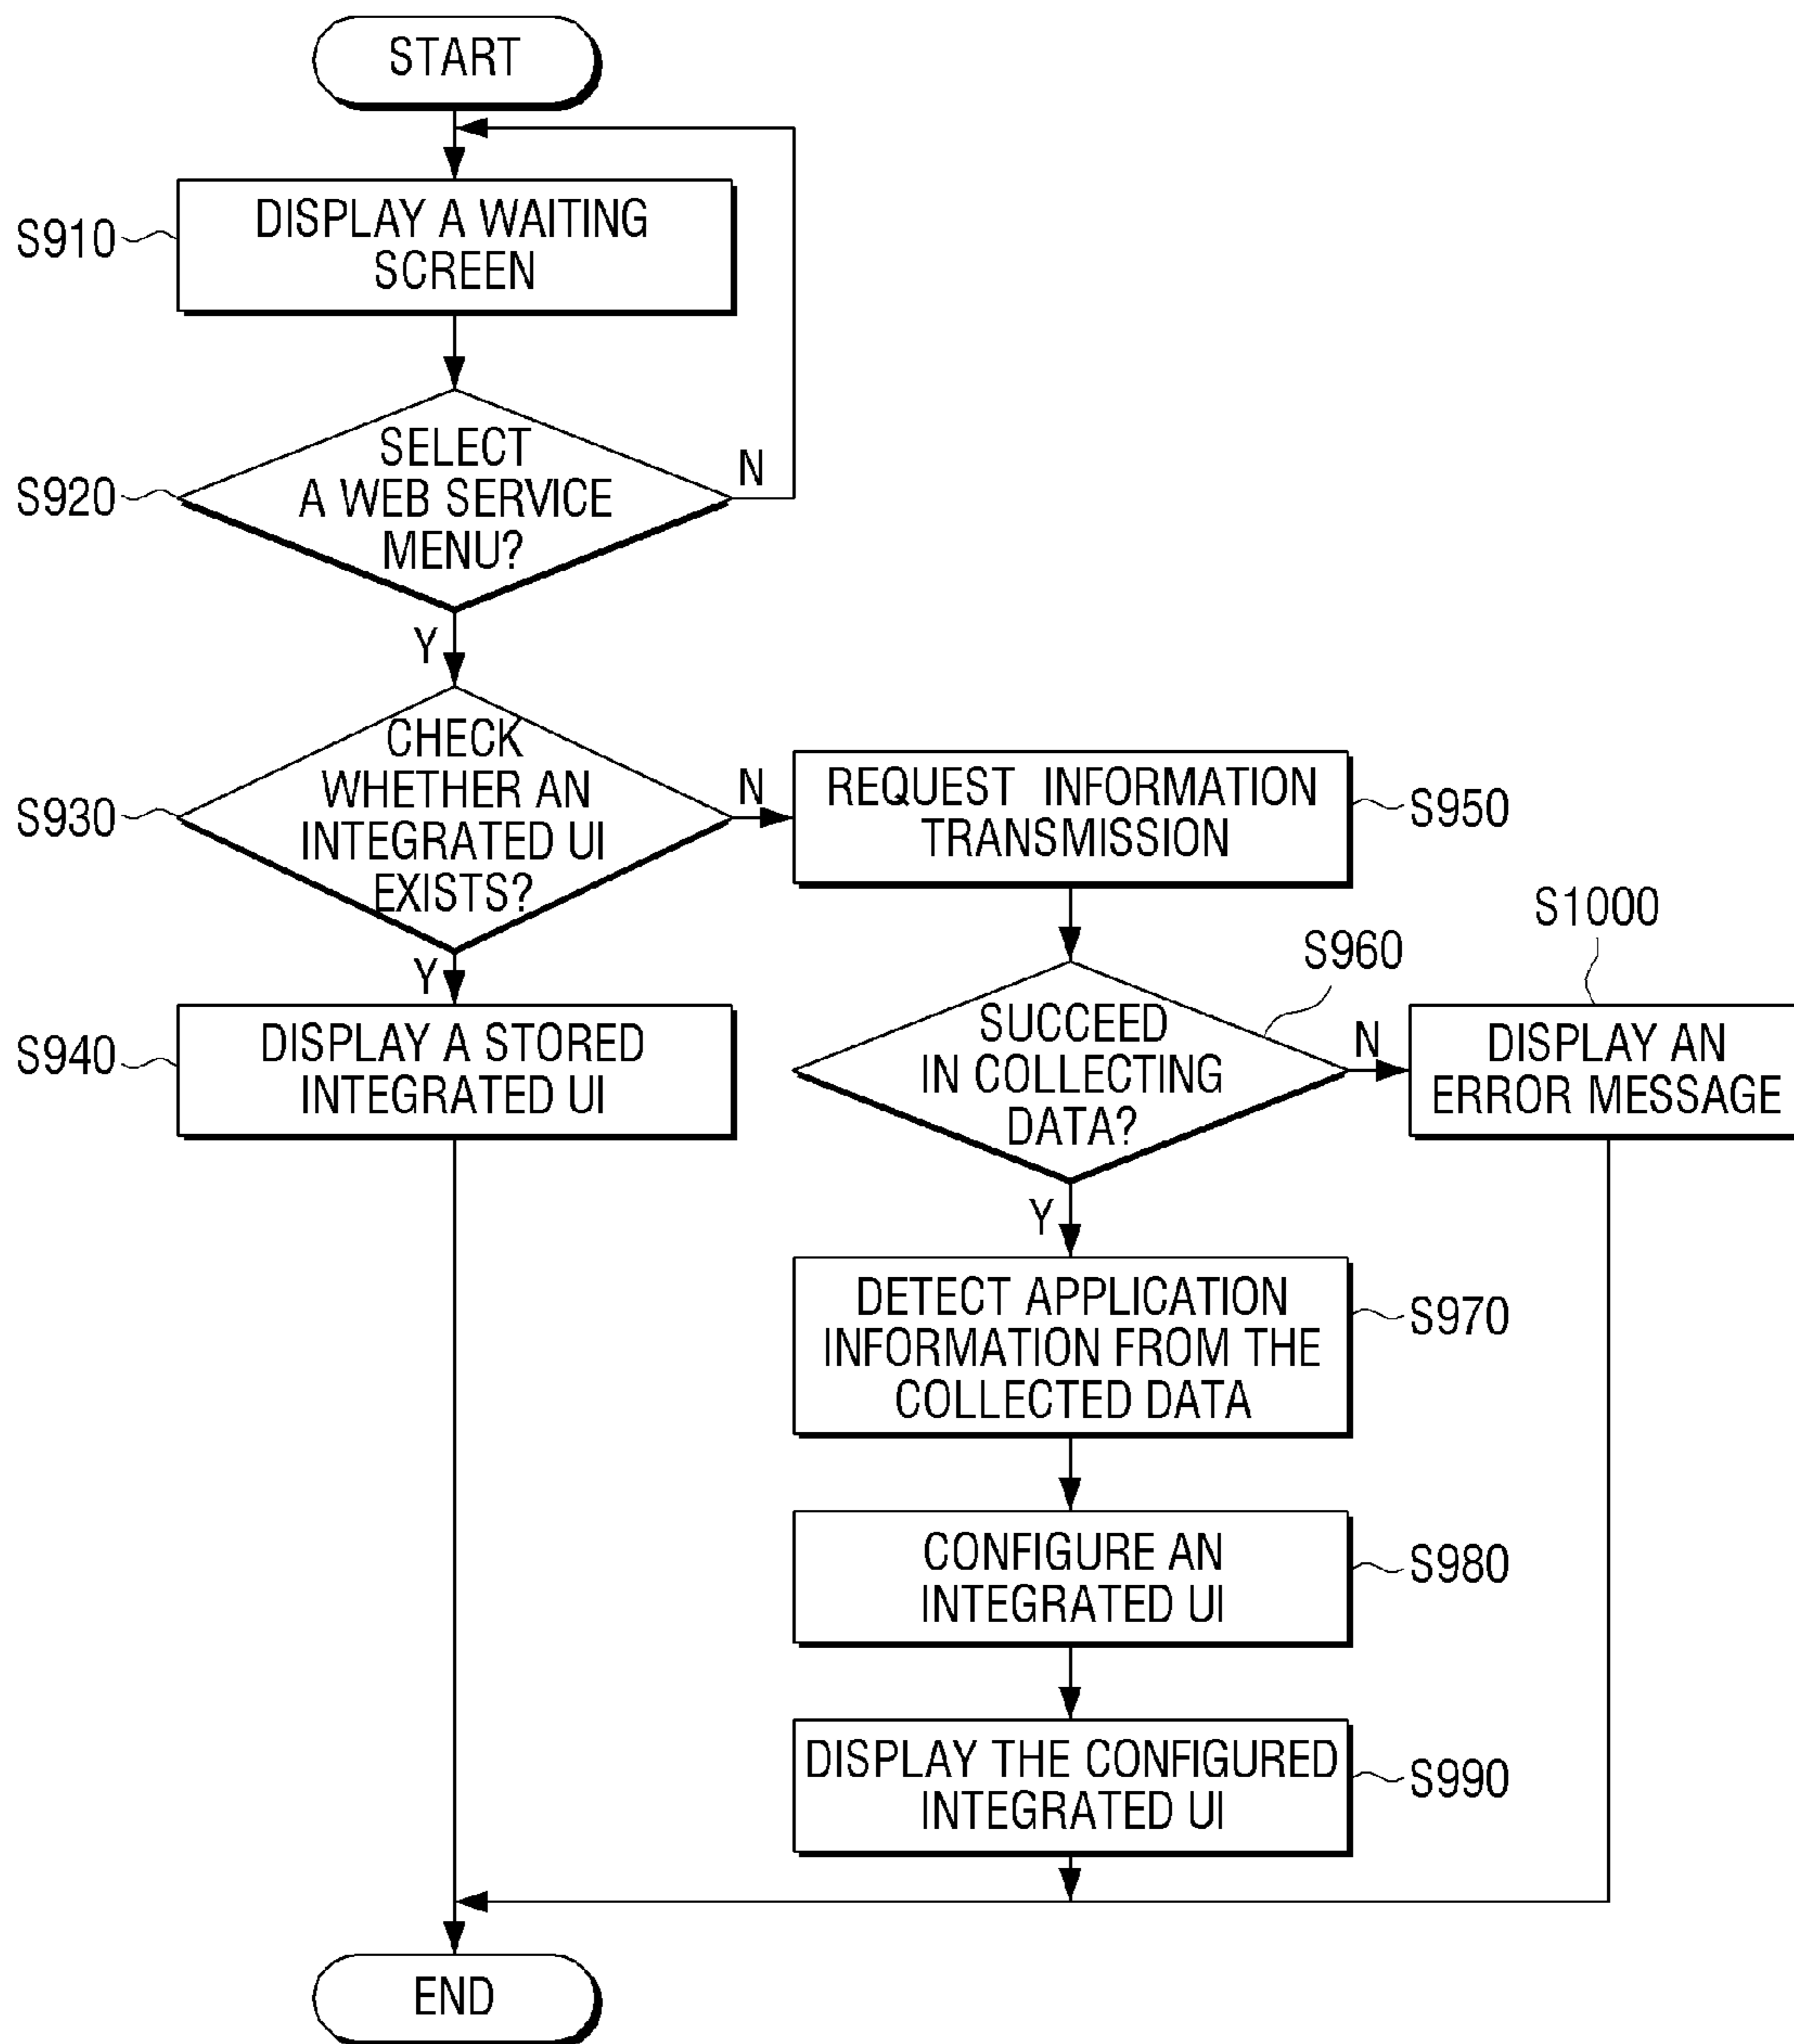 START
S910
DISPLAY A WAITING
SCREEN
S920
SELECT
A WEB SERVICE
MENU?
N
Y
S930
CHECK
WHETHER AN
INTEGRATED UI
EXISTS?
N
Y
S940
DISPLAY A STORED
INTEGRATED UI
REQUEST INFORMATION
TRANSMISSION
S950
S960
SUCCEED
IN COLLECTING
DATA?
N
Y
S1000
DISPLAY AN
ERROR MESSAGE
DETECT APPLICATION
INFORMATION FROM THE
COLLECTED DATA
S970
CONFIGURE AN
INTEGRATED UI
S980
DISPLAY THE CONFIGURED
INTEGRATED UI
S990
END